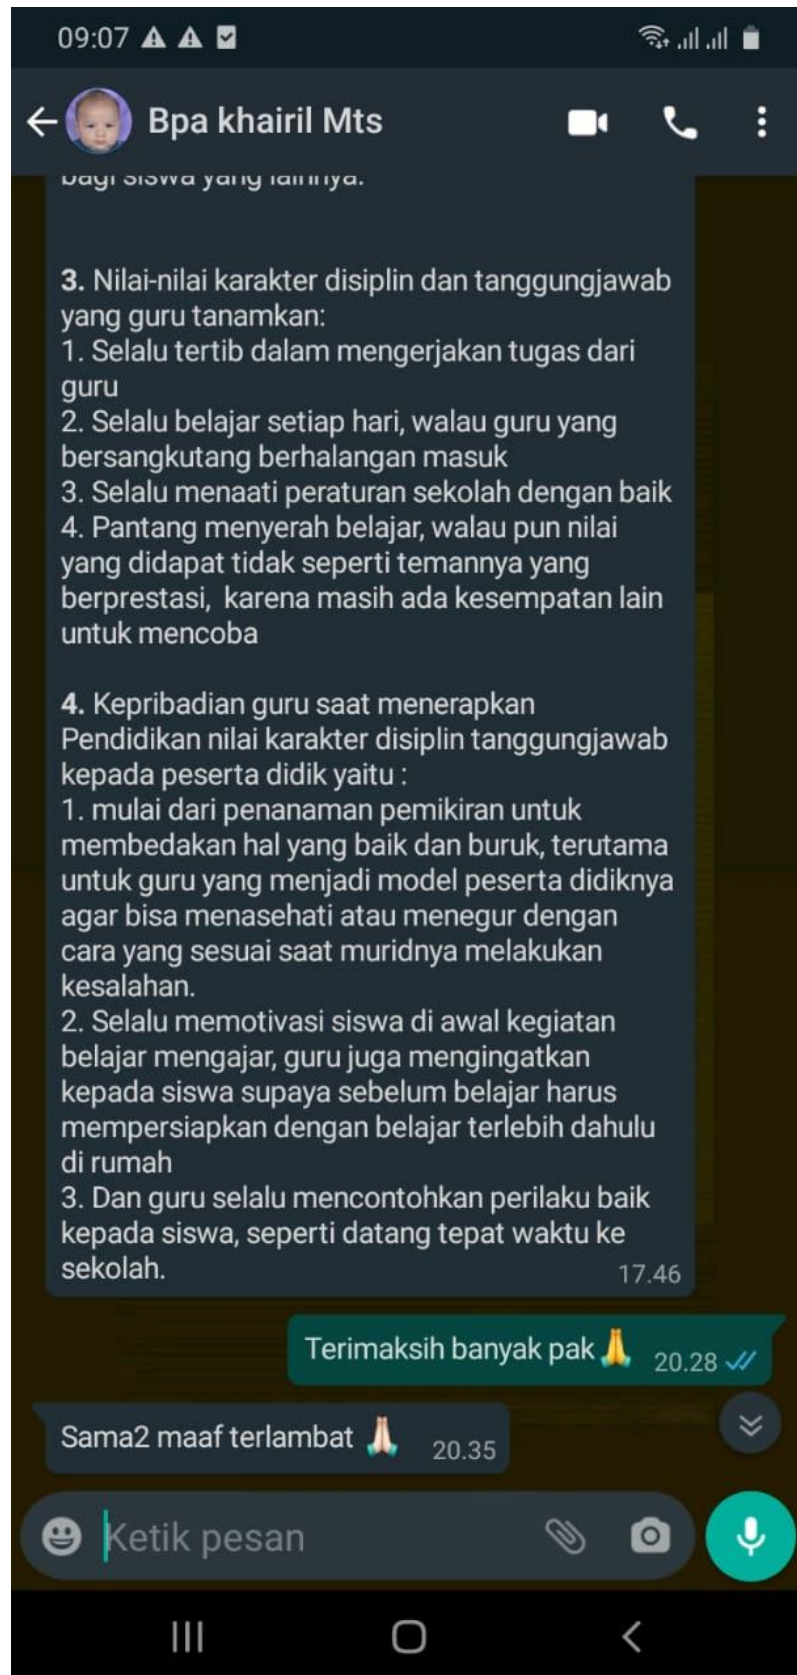 09:07
Bpa khairil Mts
bagi siswa yang lainnya.
3. Nilai-nilai karakter disiplin dan tanggungjawab
yang guru tanamkan:
1. Selalu tertib dalam mengerjakan tugas dari
guru
2. Selalu belajar setiap hari, walau guru yang
bersangkutang berhalangan masuk
3. Selalu menaati peraturan sekolah dengan baik
4. Pantang menyerah belajar, walau pun nilai
yang didapat tidak seperti temannya yang
berprestasi, karena masih ada kesempatan lain
untuk mencoba
4. Kepribadian guru saat menerapkan
Pendidikan nilai karakter disiplin tanggungjawab
kepada peserta didik yaitu :
1. mulai dari penanaman pemikiran untuk
membedakan hal yang baik dan buruk, terutama
untuk guru yang menjadi model peserta didiknya
agar bisa menasehati atau menegur dengan
cara yang sesuai saat muridnya melakukan
kesalahan.
2. Selalu memotivasi siswa di awal kegiatan
belajar mengajar, guru juga mengingatkan
kepada siswa supaya sebelum belajar harus
mempersiapkan dengan belajar terlebih dahulu
di rumah
3. Dan guru selalu mencontohkan perilaku baik
kepada siswa, seperti datang tepat waktu ke
sekolah. 17.46
Terimaksih banyak pak🙏 20.28
Sama2 maaf terlambat 🙏🏻 20.35
Ketik pesan